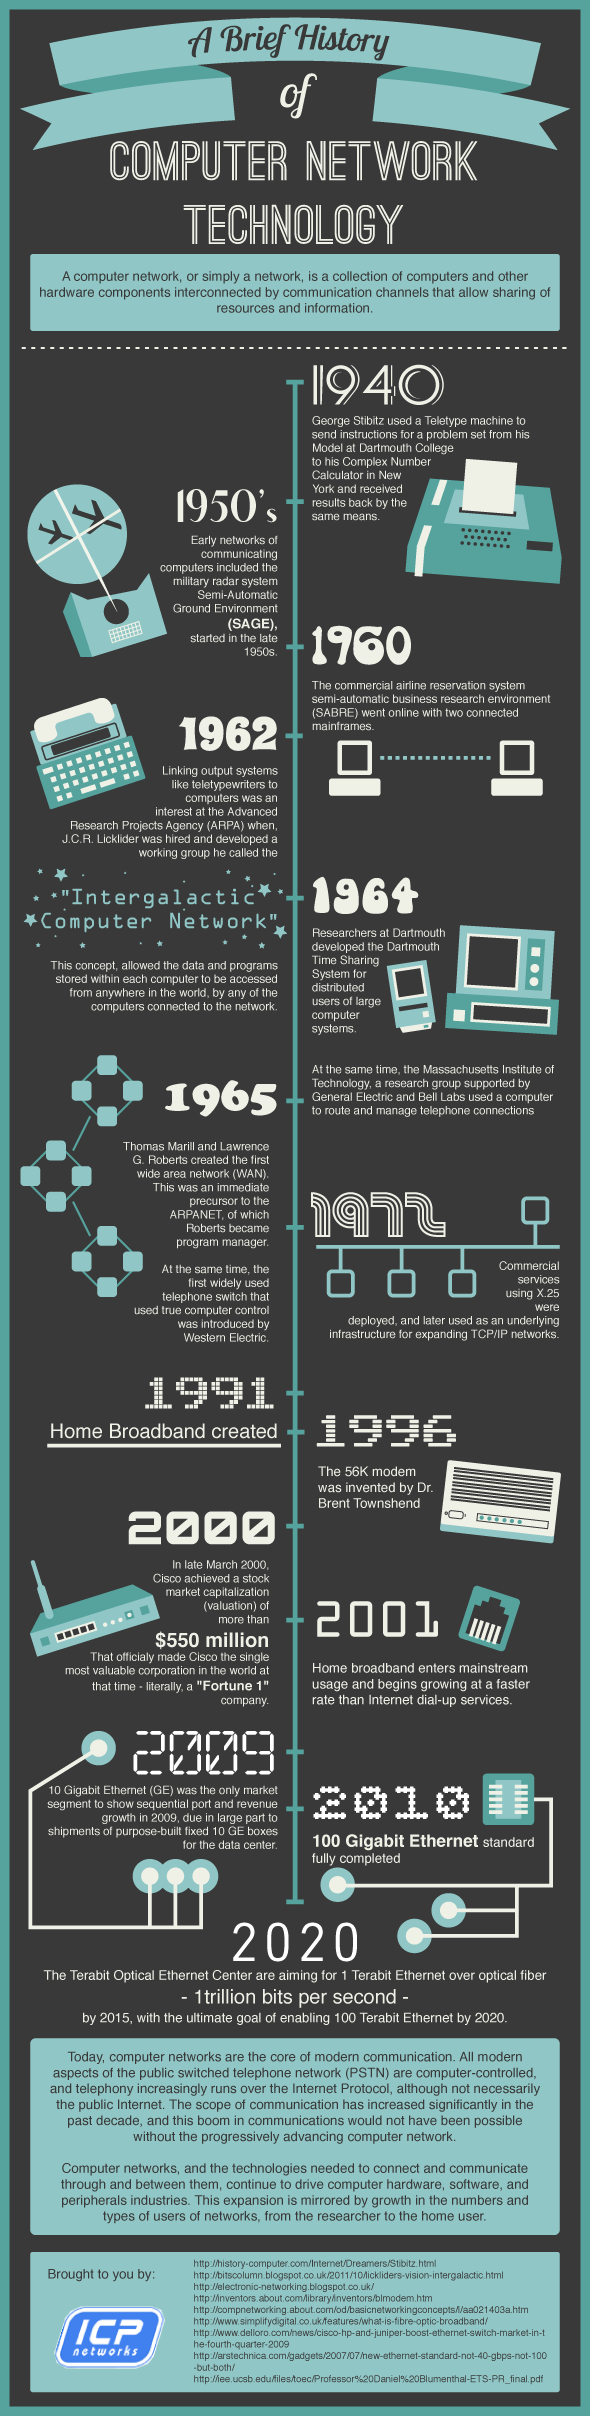 A Brief History
of
COMPUTER NETWORK
TECHNOLOGY
A computer network, or simply a network, is a collection of computers and other
hardware components interconnected by communication channels that allow sharing of
resources and information.
1940
George Stibitz used a Teletype machine to
send instructions for a problem set from his
Model at Dartmouth College
to his Complex Number
Calculator in New
York and received
results back by the
same means.
1950's
Early networks of
communicating
computers included the
military radar system
Semi-Automatic
Ground Environment
(SAGE),
started in the late
1950s.
1960
The commercial airline reservation system
semi-automatic business research environment
(SABRE) went online with two connected
mainframes.
1962
Linking output systems
like teletypewriters to
computers was an
interest at the Advanced
Research Projects Agency (ARPA) when,
J.C.R. Licklider was hired and developed a
working group he called the
"Intergalactic
Computer Network"
This concept, allowed the data and programs
stored within each computer to be accessed
from anywhere in the world, by any of the
computers connected to the network.
1964
Researchers at Dartmouth
developed the Dartmouth
Time Sharing
System for
distributed
users of large
computer
systems.
At the same time, the Massachusetts Institute of
Technology, a research group supported by
General Electric and Bell Labs used a computer
to route and manage telephone connections
1965
Thomas Marill and Lawrence
G. Roberts created the first
wide area network (WAN).
This was an immediate
precursor to the
ARPANET, of which
Roberts became
program manager.
At the same time, the
first widely used
telephone switch that
used true computer control
was introduced by
Western Electric.
1972
Commercial
services
using X.25
were
deployed, and later used as an underlying
infrastructure for expanding TCP/IP networks.
1991
Home Broadband created
1996
The 56K modem
was invented by Dr.
Brent Townshend
2000
In late March 2000,
Cisco achieved a stock
market capitalization
(valuation) of
more than
$550 million
That officialy made Cisco the single
most valuable corporation in the world at
that time - literally, a "Fortune 1"
company.
2001
Home broadband enters mainstream
usage and begins growing at a faster
rate than Internet dial-up services.
2009
10 Gigabit Ethernet (GE) was the only market
segment to show sequential port and revenue
growth in 2009, due in large part to
shipments of purpose-built fixed 10 GE boxes
for the data center.
2010
100 Gigabit Ethernet standard
fully completed
2020
The Terabit Optical Ethernet Center are aiming for 1 Terabit Ethernet over optical fiber
- 1trillion bits per second -
by 2015, with the ultimate goal of enabling 100 Terabit Ethernet by 2020.
Today, computer networks are the core of modern communication. All modern
aspects of the public switched telephone network (PSTN) are computer-controlled,
and telephony increasingly runs over the Internet Protocol, although not necessarily
the public Internet. The scope of communication has increased significantly in the
past decade, and this boom in communications would not have been possible
without the progressively advancing computer network.
Computer networks, and the technologies needed to connect and communicate
through and between them, continue to drive computer hardware, software, and
peripherals industries. This expansion is mirrored by growth in the numbers and
types of users of networks, from the researcher to the home user.
Brought to you by:
ICP
networks
http://history-computer.com/Internet/Dreamers/Stibitz.html
http://bitscolumn.blogspot.co.uk/2011/10/lickliders-vision-intergalactic.html
http://electronic-networking.blogspot.co.uk/
http://inventors.about.com/library/inventors/blmodem.htm
http://compnetworking.about.com/od/basicnetworkingconcepts/l/aa021403a.htm
http://www.simplifydigital.co.uk/features/what-is-fibre-optic-broadband/
http://www.delloro.com/news/cisco-hp-and-juniper-boost-ethernet-switch-market-in-t
he-fourth-quarter-2009
http://arstechnica.com/gadgets/2007/07/new-ethernet-standard-not-40-gbps-not-100
-but-both/
http://iee.ucsb.edu/files/toec/Professor%20Daniel%20Blumenthal-ETS-PR_final.pdf